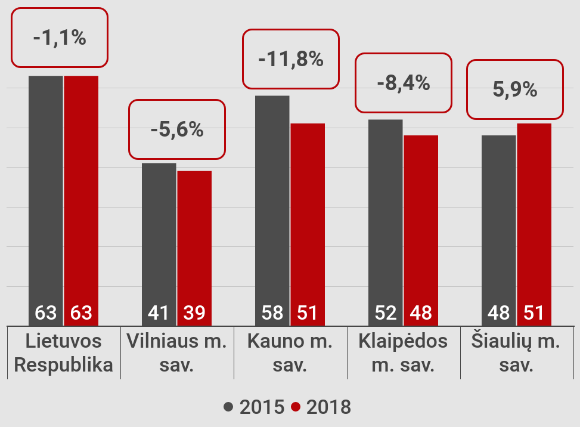 -1,1%
-5,6%
-11,8%
-8,4%
5,9%
63 63 41 39 58 51 52 48 48 51
Lietuvos Respublika
Vilniaus m. sav.
Kauno m. sav.
Klaipėdos m. sav.
Šiaulių m. sav.
2015 2018